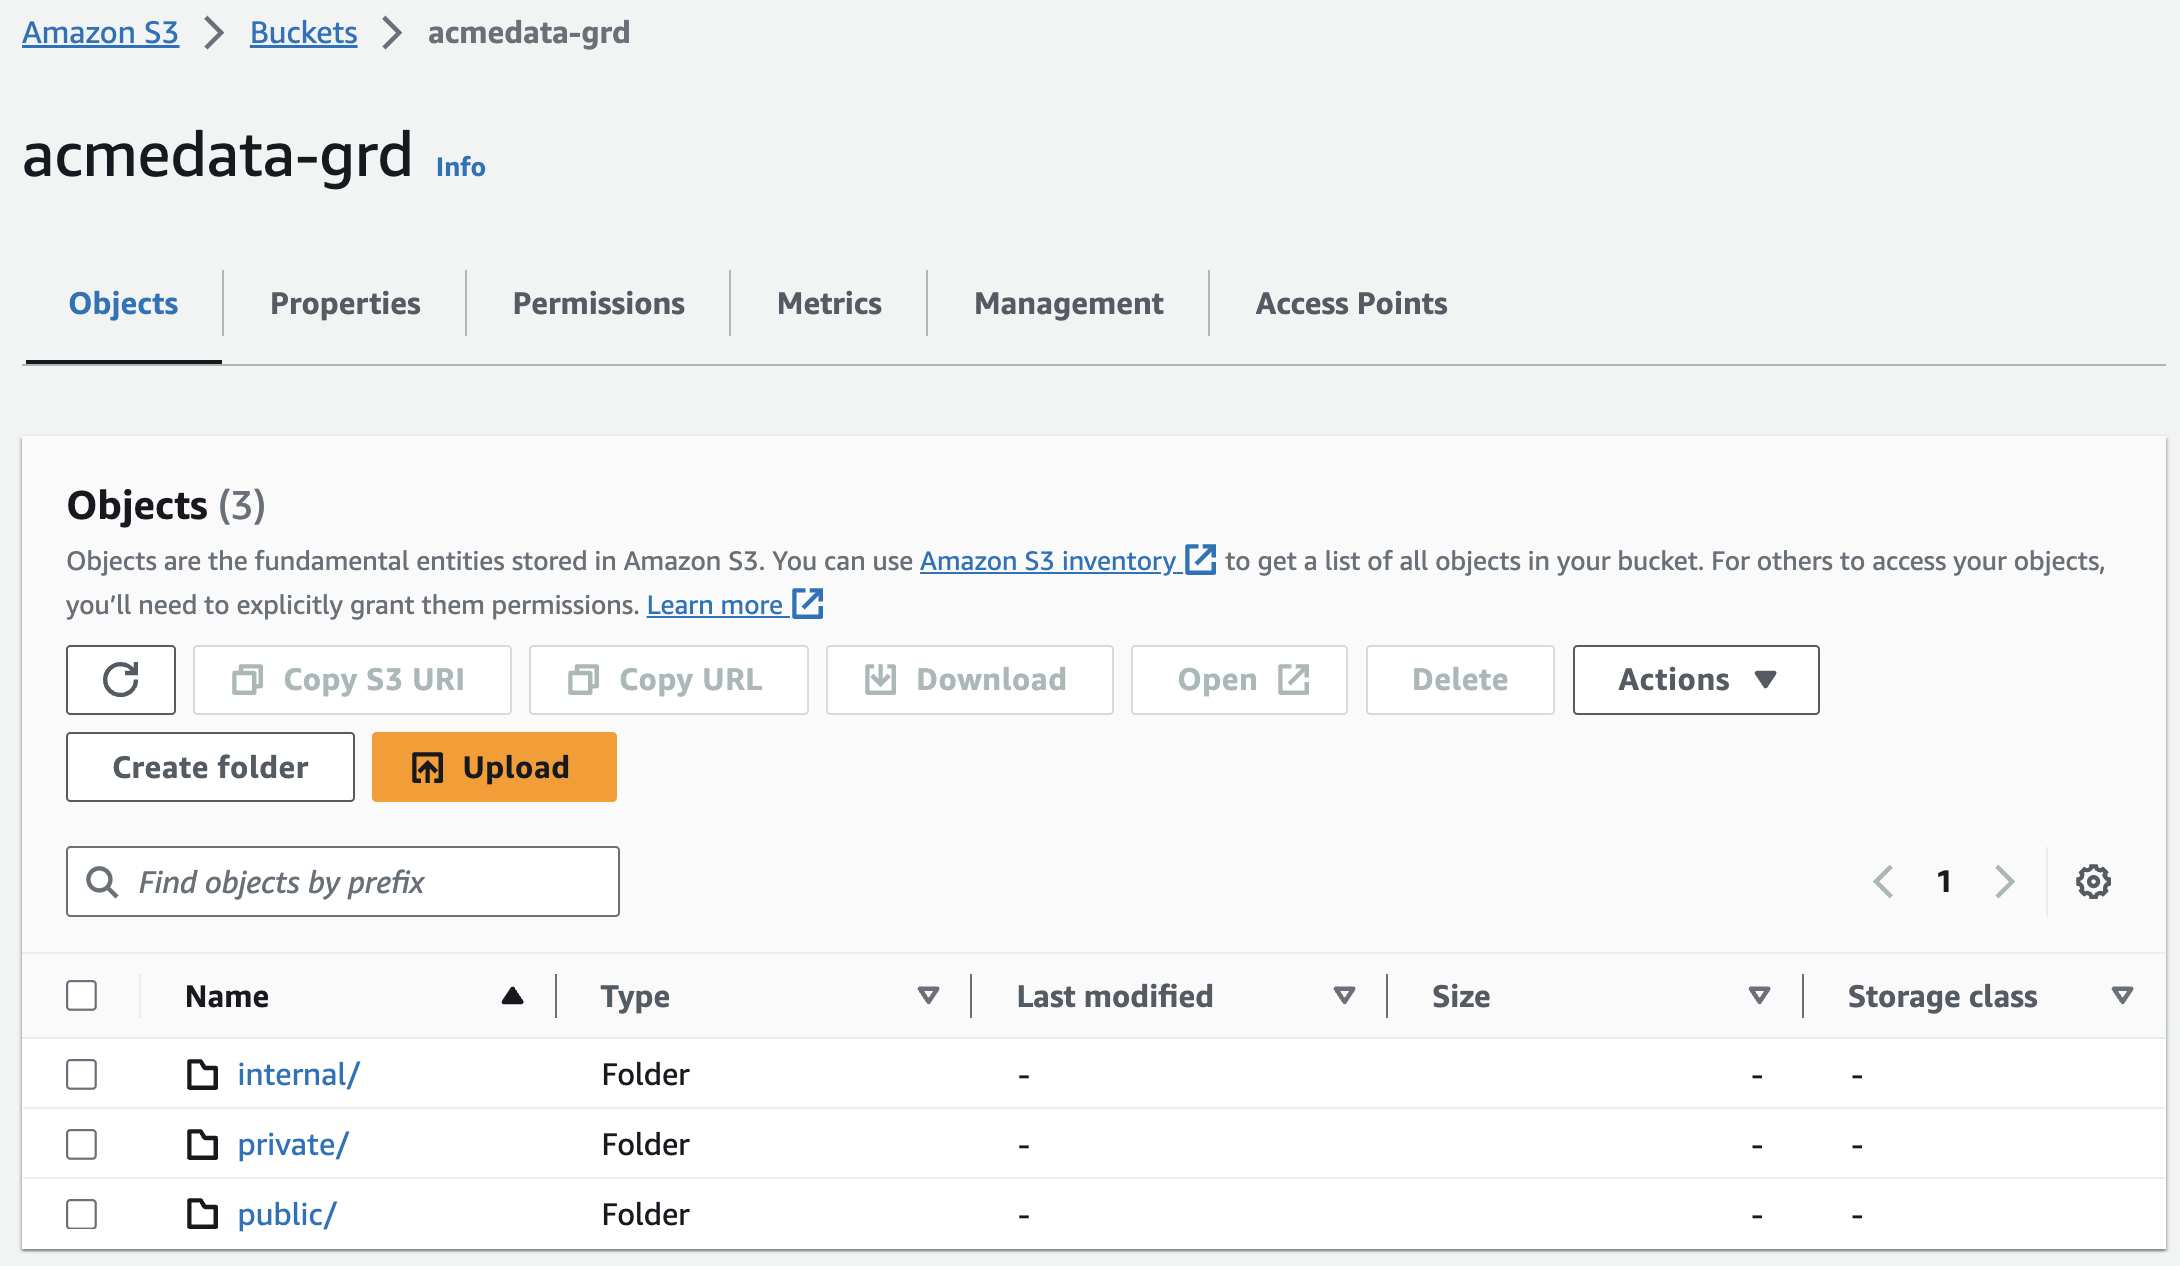 Amazon S3 Buckets acmedata-grd
acmedata-grd Info
Objects Properties Permissions Metrics Management Access Points
Objects (3)
Objects are the fundamental entities stored in Amazon S3. You can use Amazon S3 inventory to get a list of all objects in your bucket. For others to access your objects,
you’ll need to explicitly grant them permissions. Learn more
Copy S3 URI Copy URL Download Open Delete Actions
Create folder Upload
Find objects by prefix 1
Name Type Last modified Size Storage class
internal/ Folder - - -
private/ Folder - - -
public/ Folder - - -